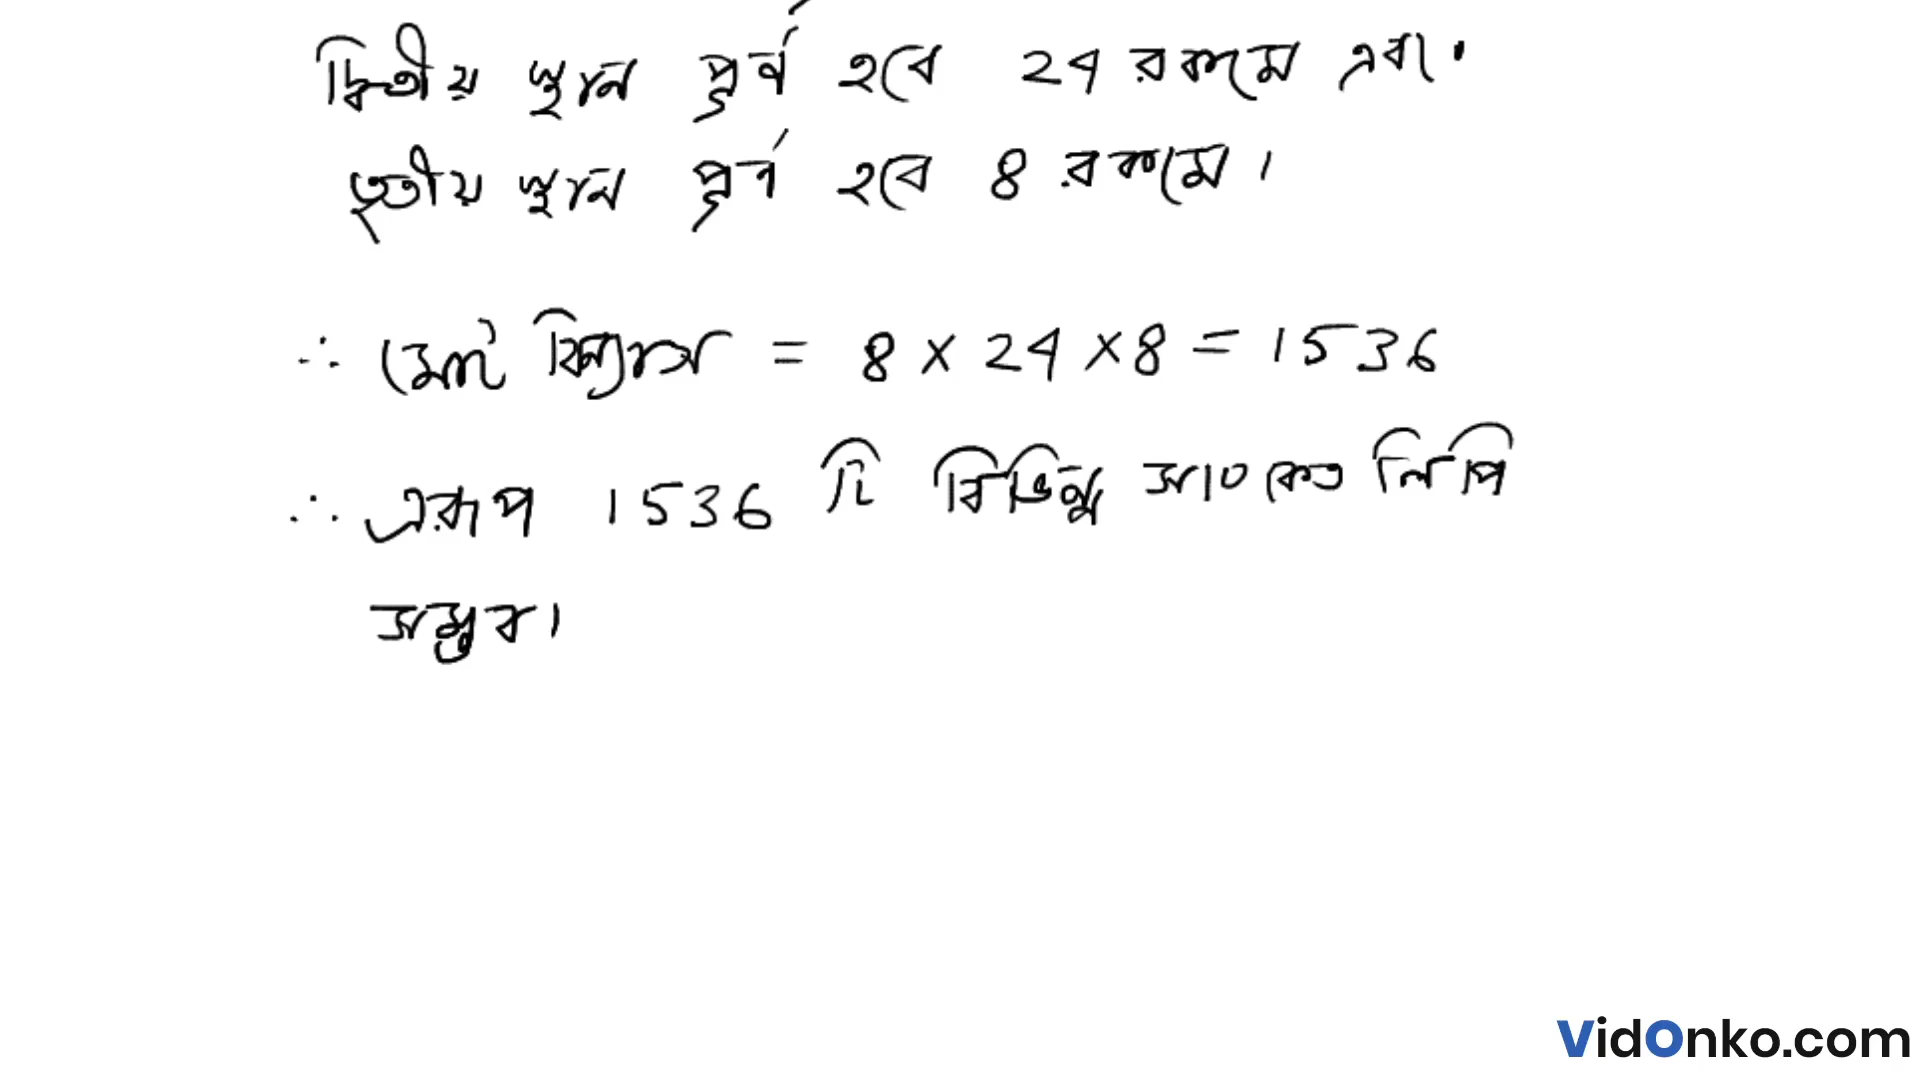 দ্বিতীয় স্থান পূর্ন হবে 24 রকমে এবং
তৃতীয় স্থান পূর্ন হবে 8 রকমে।
∴ মোট বিন্যাস = 8 × 24 × 8 = 1536
∴ এরূপ 1536 টি বিভিন্ন সাংকেত লিপি
সম্ভব।
VidOnko.com